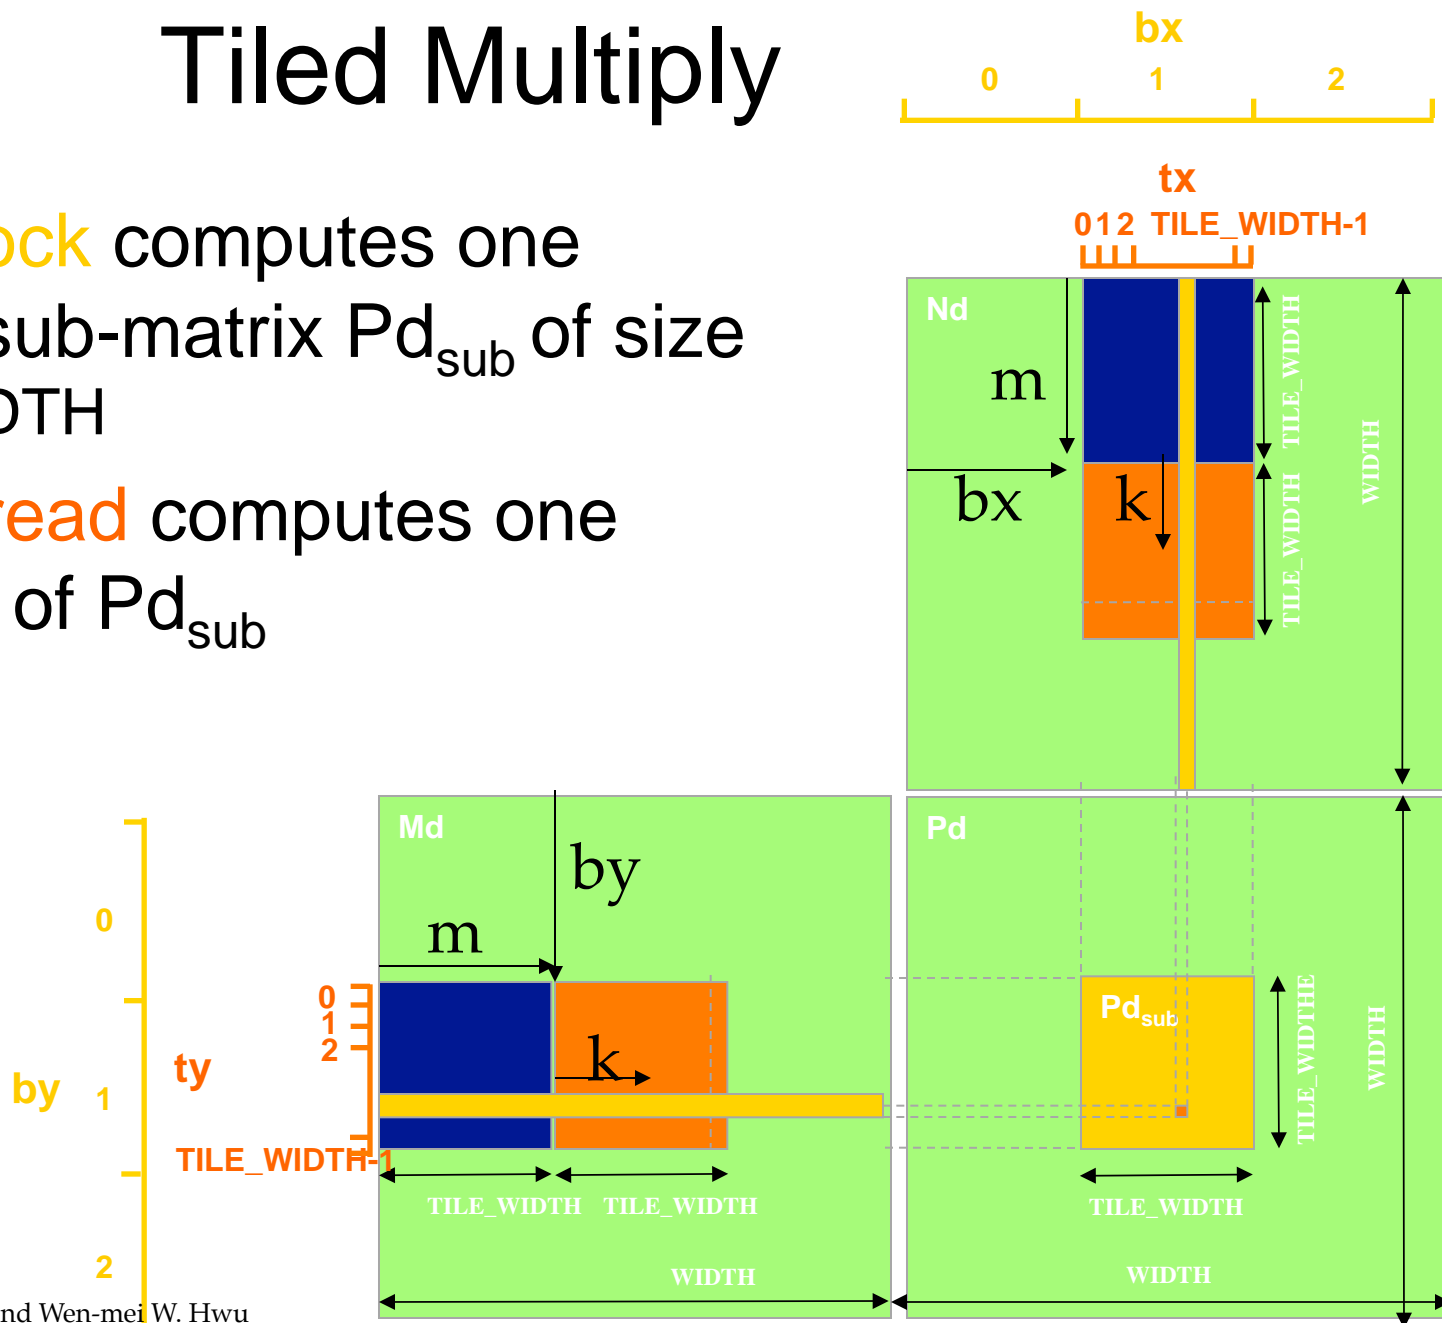 Tiled Multiply
ock computes one
sub-matrix Pdsub of size
DTH
read computes one
of Pdsub
bx
0 1 2
tx
0 1 2 TILE_WIDTH-1
Nd
m
bx
k
TILE_WIDTH
TILE_WIDTH
WIDTH
Md
by
m
k
0
1
2
by
ty
0
1
2
TILE_WIDTH-1
TILE_WIDTH TILE_WIDTH
WIDTH
Pd
Pdsub
TILE_WIDTHE
WIDTH
TILE_WIDTH
WIDTH
nd Wen-mei W. Hwu